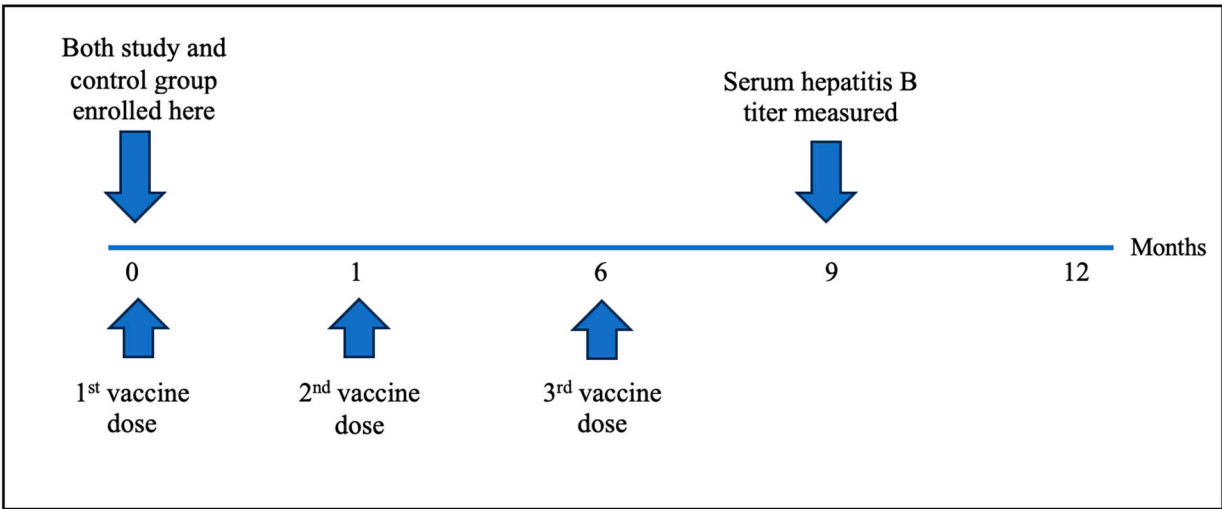 Both study and
control group
enrolled here
Serum hepatitis B
titer measured
Months
0 1 6 9 12
1st vaccine
dose
2nd vaccine
dose
3rd vaccine
dose